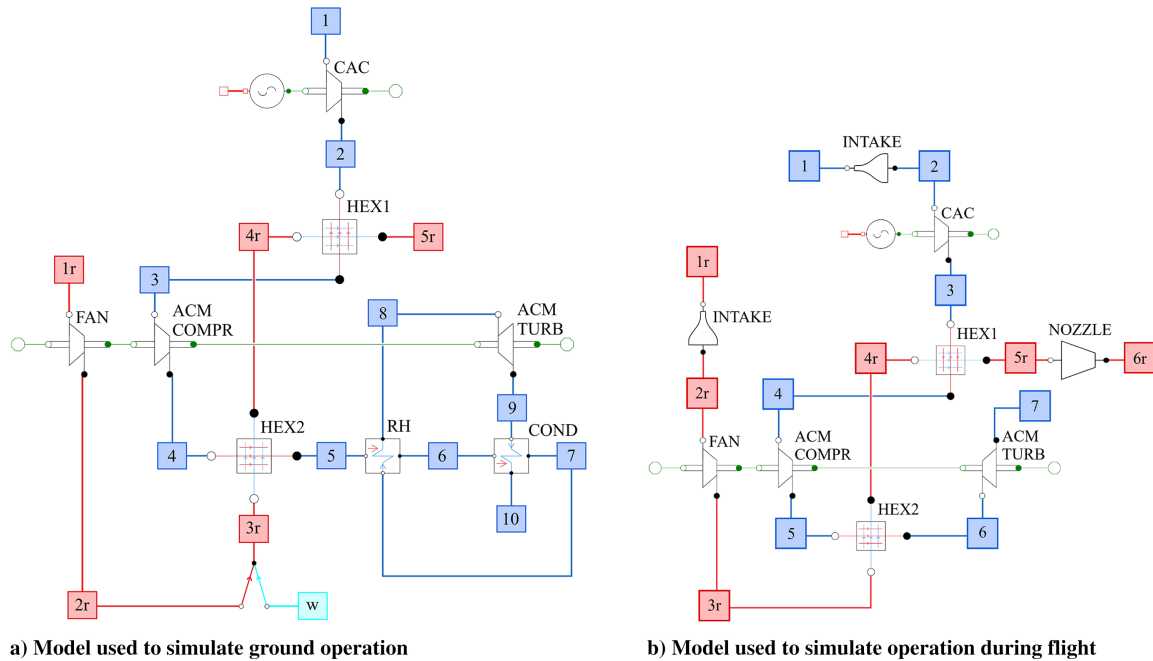 1
CAC
2
HEX1
4r
5r
1r
3
FAN
ACM
COMPR
8
ACM
TURB
9
HEX2
RH
COND
4
5
6
7
10
3r
2r
w
a) Model used to simulate ground operation
INTAKE
1
2
CAC
1r
3
INTAKE
HEX1
NOZZLE
4r
5r
6r
2r
4
7
FAN
ACM
COMPR
ACM
TURB
HEX2
5
6
3r
b) Model used to simulate operation during flight